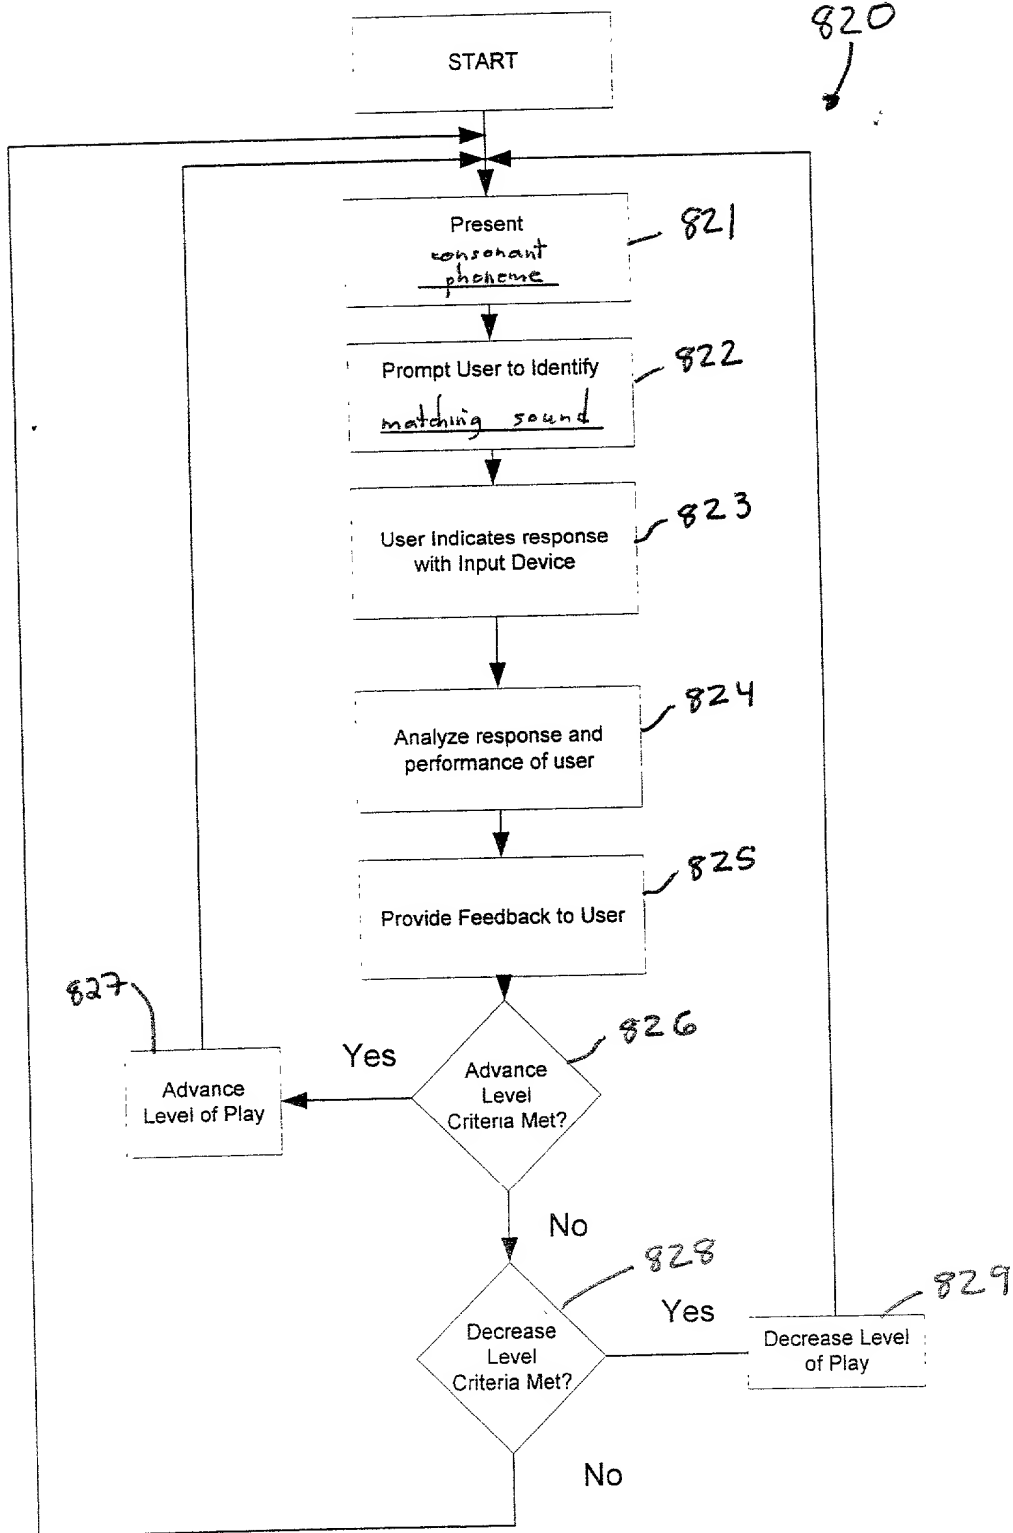 820
START
Present
consonant
phoneme
821
Prompt User to Identify
matching sound
822
User Indicates response
with Input Device
823
Analyze response and
performance of user
824
Provide Feedback to User
825
827
Advance
Level of Play
Yes
Advance
Level
Criteria Met?
826
No
Decrease
Level
Criteria Met?
828
Yes
Decrease Level
of Play
829
No